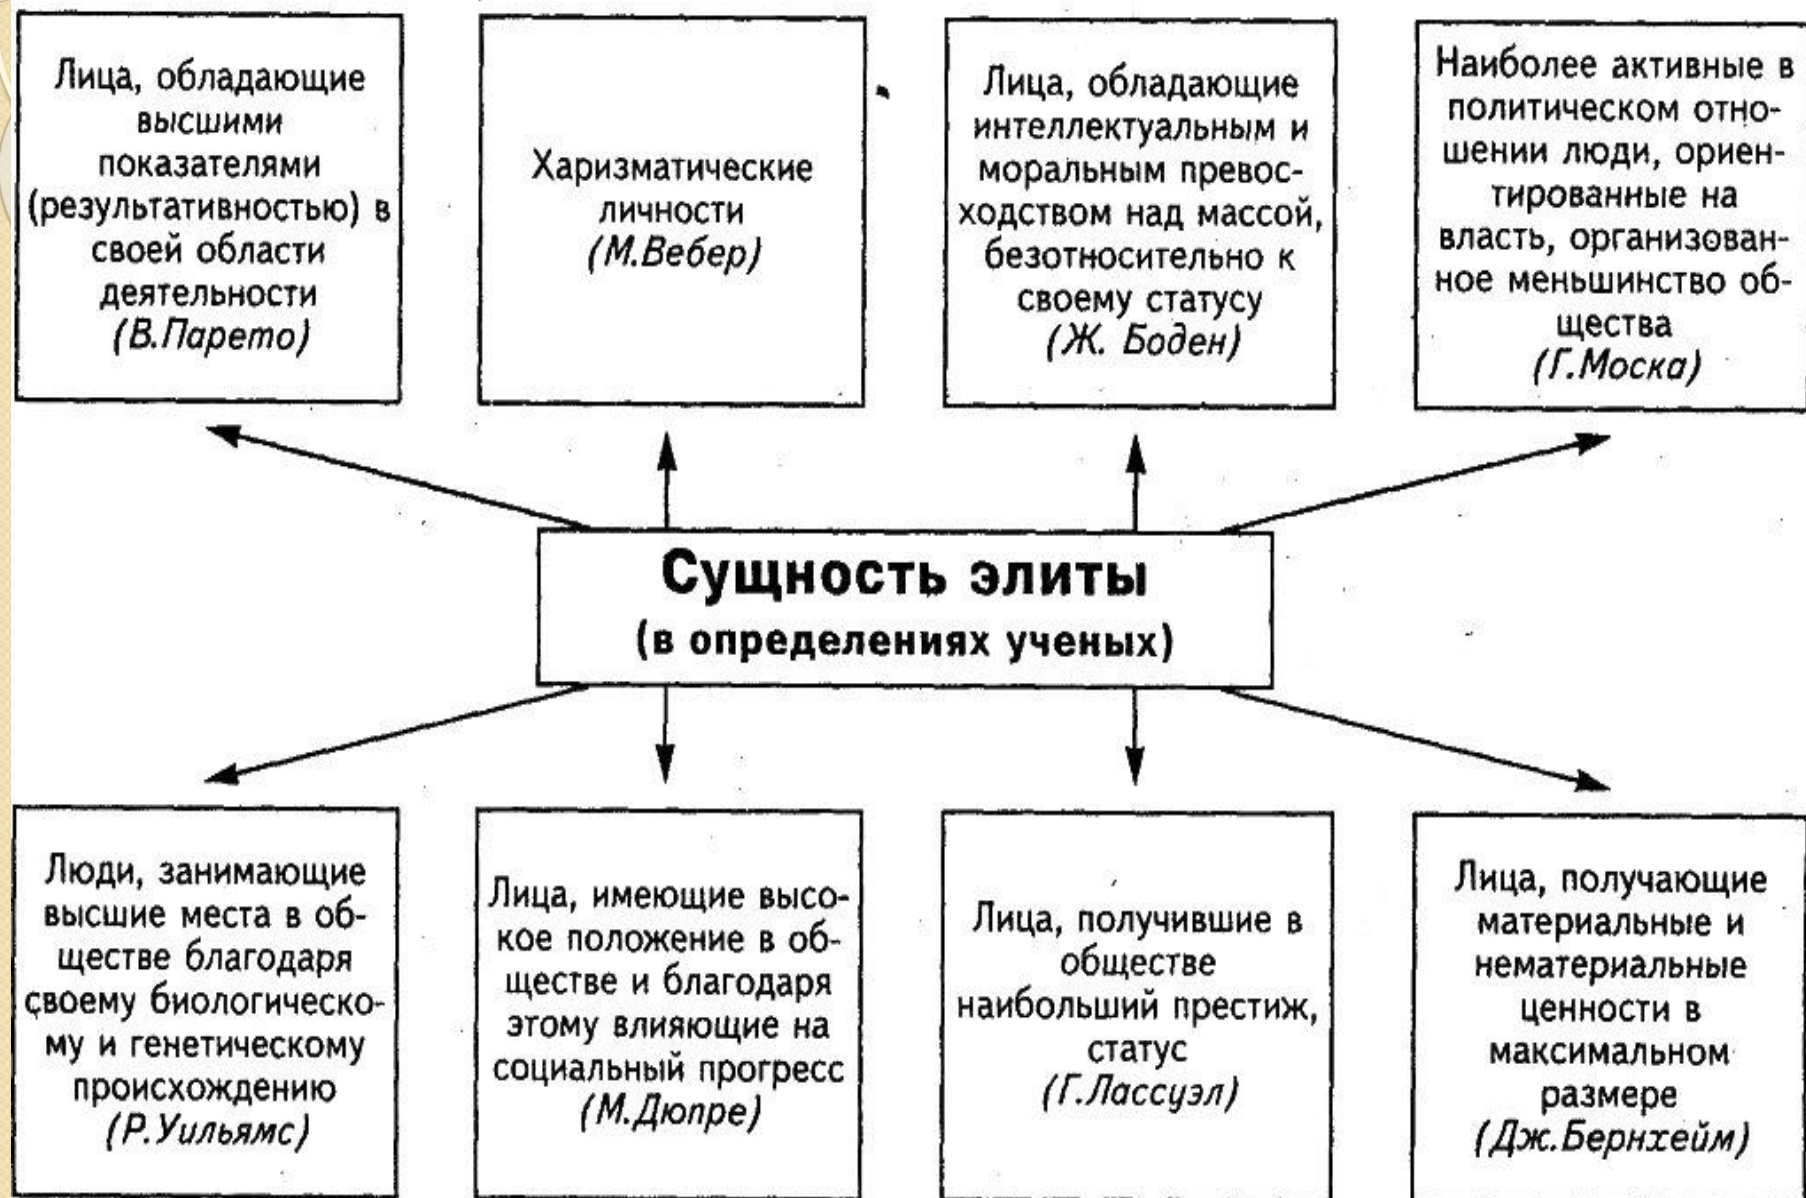 Лица, обладающие
высшими
показателями
(результативностью) в
своей области
деятельности
(В.Парето)
Харизматические
личности
(М.Вебер)
Лица, обладающие
интеллектуальным и
моральным превос-
ходством над массой,
безотносительно к
своему статусу
(Ж. Боден)
Наиболее активные в
политическом отно-
шении люди, ориен-
тированные на
власть, организован-
ное меньшинство об-
щества
(Г.Моска)
Сущность элиты
(в определениях ученых)
Люди, занимающие
высшие места в об-
ществе благодаря
своему биологическо-
му и генетическому
происхождению
(Р.Уильямс)
Лица, имеющие высо-
кое положение в об-
ществе и благодаря
этому влияющие на
социальный прогресс
(М.Дюпре)
Лица, получившие в
обществе
наибольший престиж,
статус
(Г.Лассуэл)
Лица, получающие
материальные и
нематериальные
ценности в
максимальном
размере
(Дж.Бернхейм)